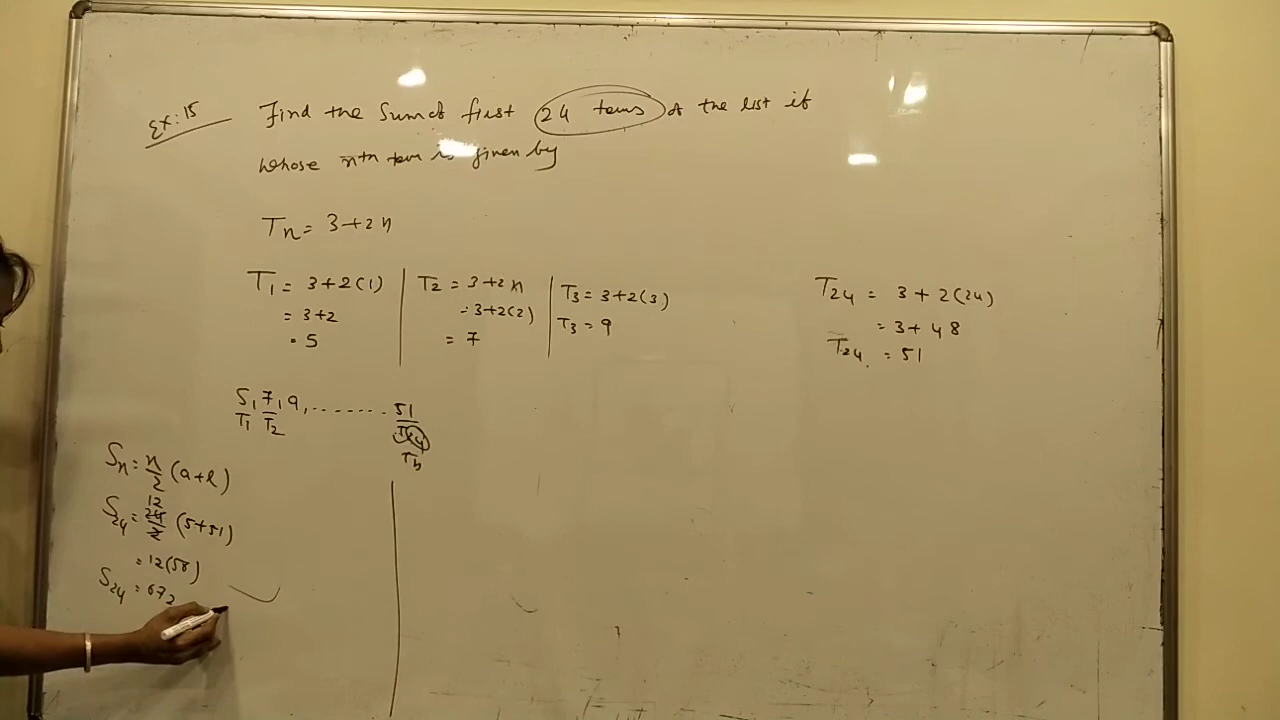 Ex:15 Find the Sum of first 24 terms of the list if
whose nth term is given by
Tn = 3+2n
T1 = 3+2(1)
= 3+2
= 5
T2 = 3+2n
= 3+2(2)
= 7
T3 = 3+2(3)
T3 = 9
T24 = 3+2(24)
= 3+48
T24 = 51
5, 7, 9, ........ 51
T1 T2 T24
Tn
Sn = n/2 (a+l)
12
S24 = 24/2 (5+51)
= 12(56)
S24 = 672